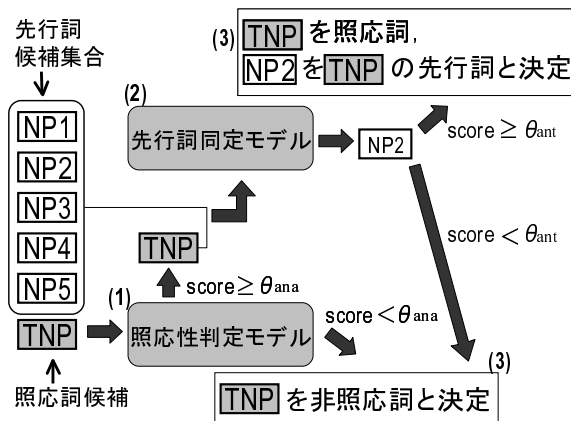 先行詞
候補集合
NP1
NP2
NP3
NP4
NP5
TNP
照応詞候補
(1)
照応性判定モデル
score≥θana
score<θana
TNP
(2)
先行詞同定モデル
NP2
score≥θant
score<θant
(3) TNP を照応詞,
NP2 を TNP の先行詞と決定
(3)
TNP を非照応詞と決定